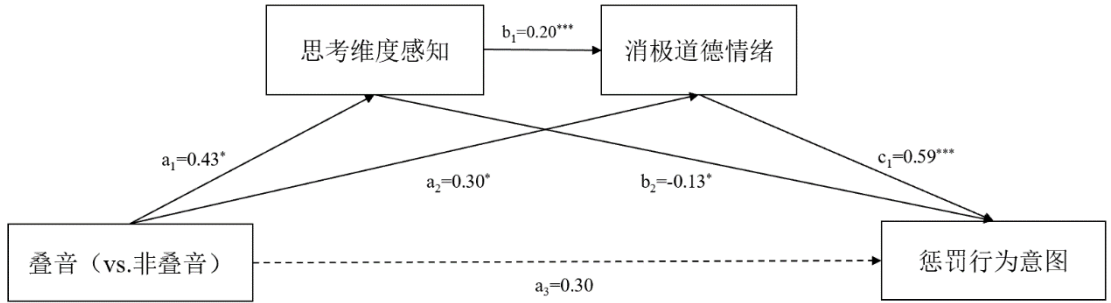 思考维度感知
b₁=0.20***
消极道德情绪
a₁=0.43*
a₂=0.30*
b₂=-0.13*
c₁=0.59***
叠音（vs.非叠音）
a₃=0.30
惩罚行为意图